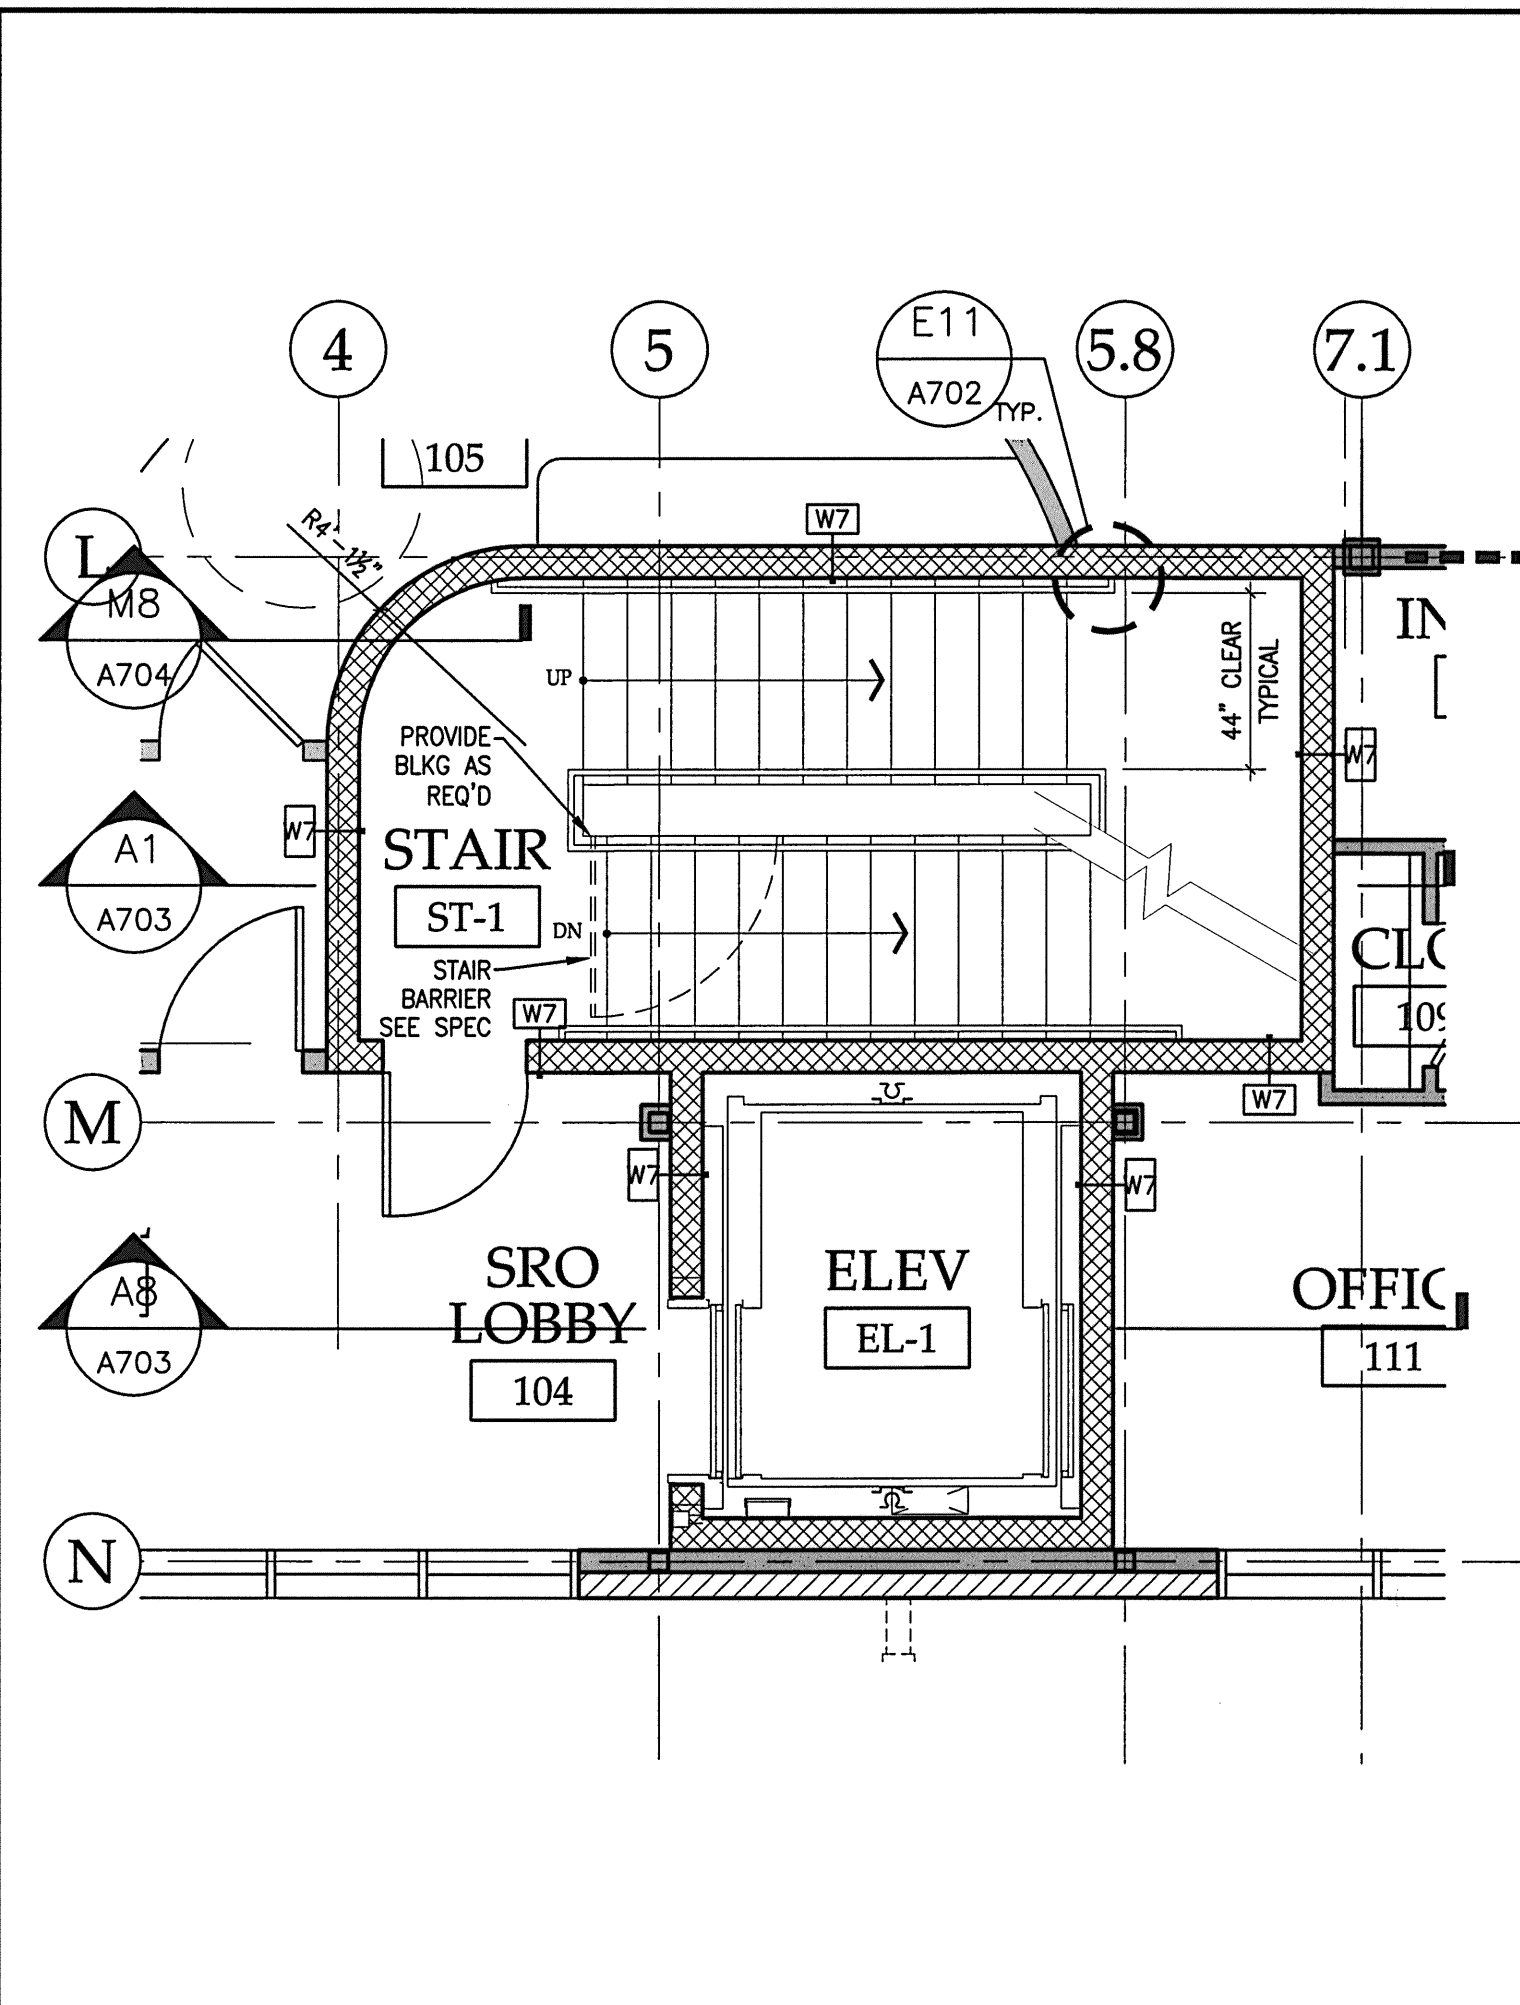 4
5
E11
A702
TYP.
5.8
7.1
105
L
R4'-1½"
W7
M8
A704
IN
UP
44" CLEAR
TYPICAL
PROVIDE
BLKG AS
REQ'D
W7
W7
STAIR
A1
A703
ST-1
DN
CLO
109
STAIR
BARRIER
SEE SPEC
W7
W7
M
W7
W7
SRO
LOBBY
104
ELEV
EL-1
OFFIC
111
A8
A703
N